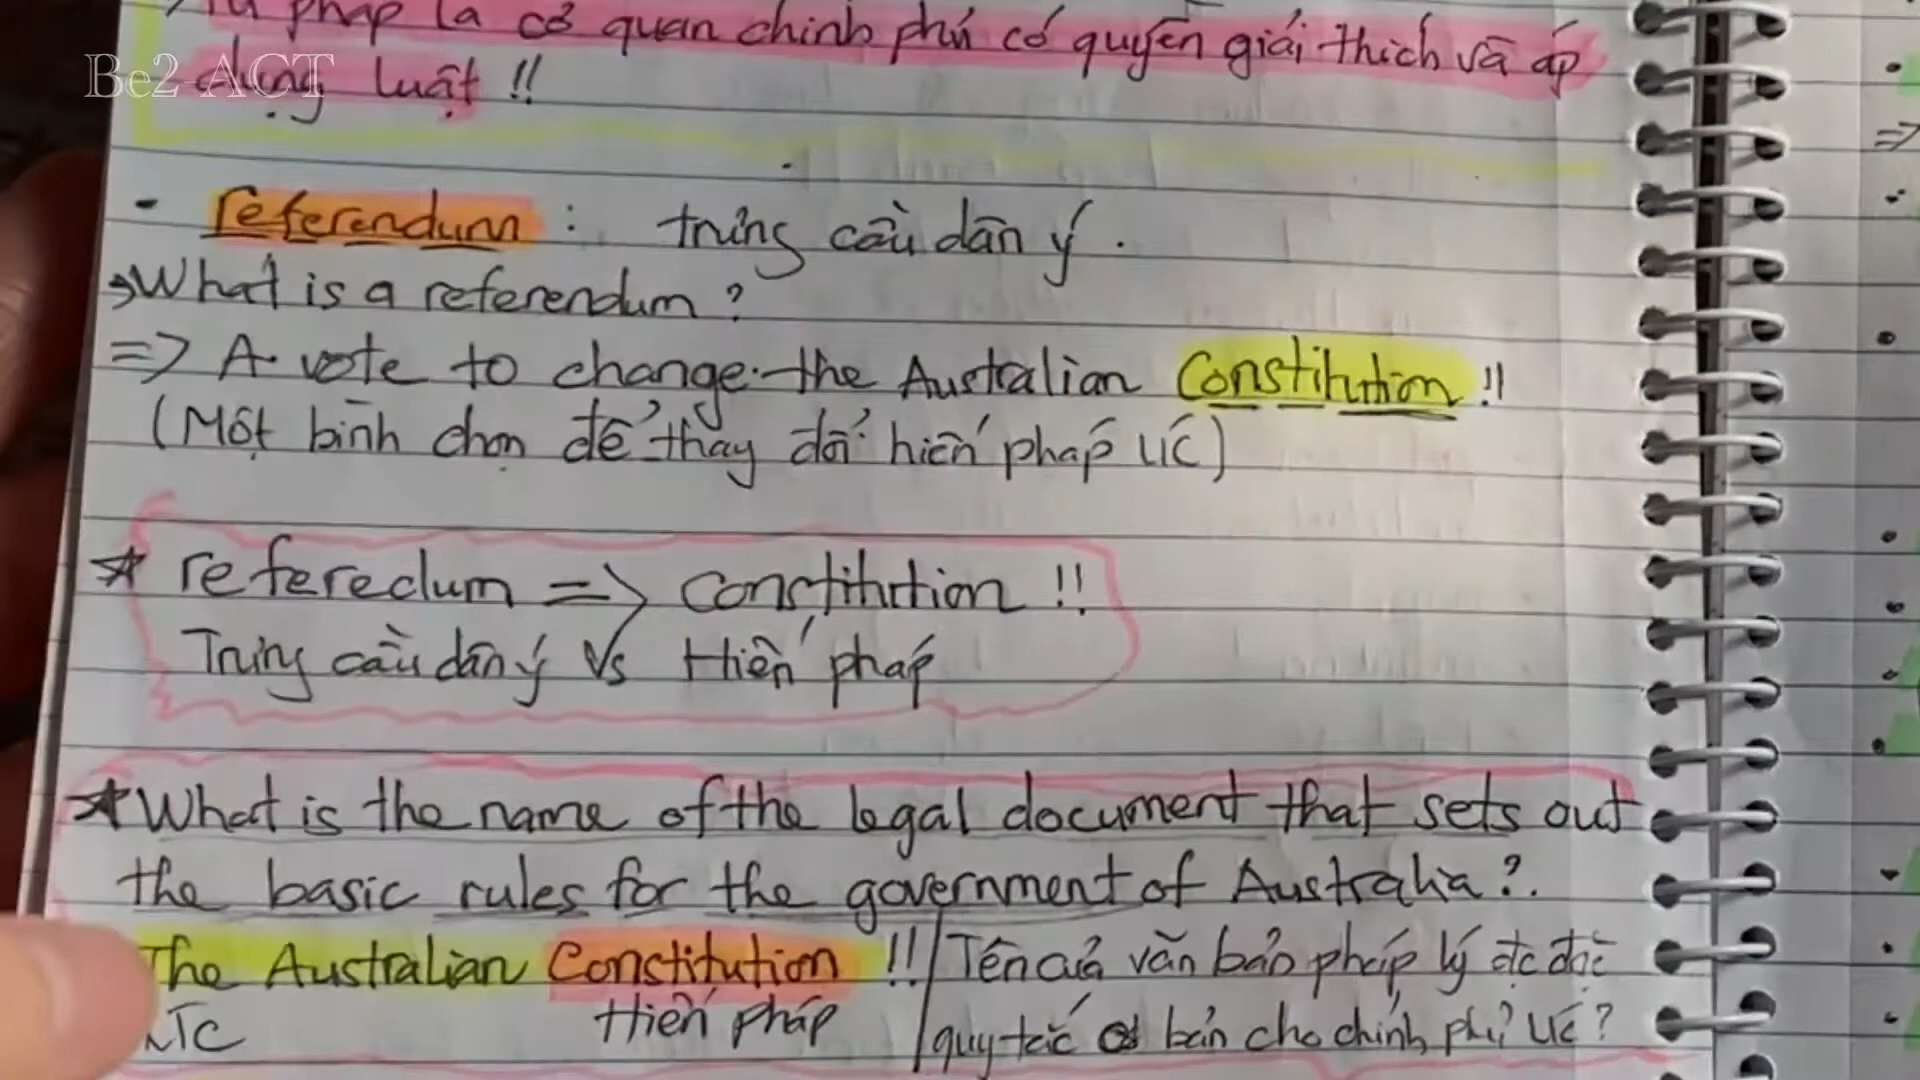 Tư pháp là cơ quan chính phủ có quyền giải thích và áp
dụng luật !!
Be2-ACT
- referendum : trưng cầu dân ý .
→ What is a referendum ?
=> A vote to change the Australian Constitution !!
(Một bình chọn để thay đổi hiến pháp Úc)
☆ referedum => Constitution !!
Trưng cầu dân ý Vs Hiến pháp
☆ What is the name of the legal document that sets out
the basic rules for the government of Australia ?.
The Australian Constitution !! Tên của văn bản pháp lý đc đặt
Hiến pháp quy tắc cơ bản cho chính phủ Úc ?